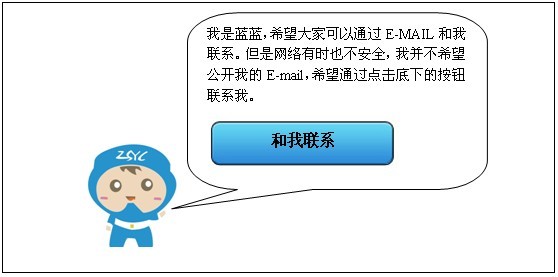 我是蓝蓝，希望大家可以通过 E-MAIL 和我
联系。但是网络有时也不安全，我并不希望
公开我的 E-mail，希望通过点击底下的按钮
联系我。
和我联系
ZSYC